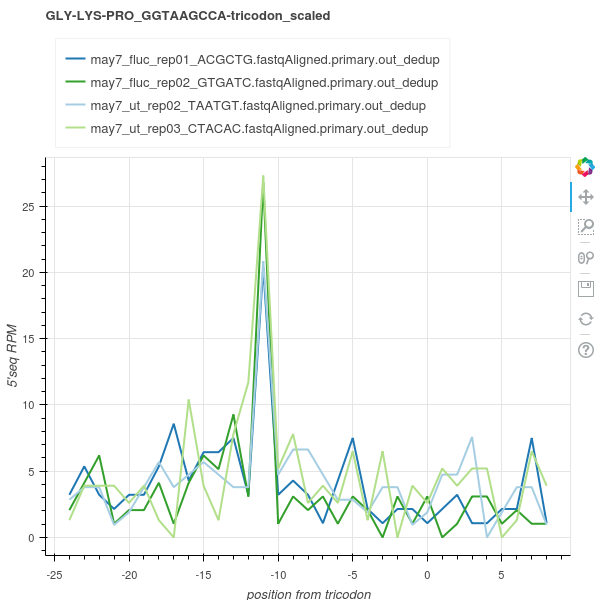 GLY-LYS-PRO_GGTAAGCCA-tricodon_scaled
may7_fluc_rep01_ACGCTG.fastqAligned.primary.out_dedup
may7_fluc_rep02_GTGATC.fastqAligned.primary.out_dedup
may7_ut_rep02_TAATGT.fastqAligned.primary.out_dedup
may7_ut_rep03_CTACAC.fastqAligned.primary.out_dedup
5'seq RPM
25
20
15
10
5
0
-25 -20 -15 -10 -5 0 5
position from tricodon